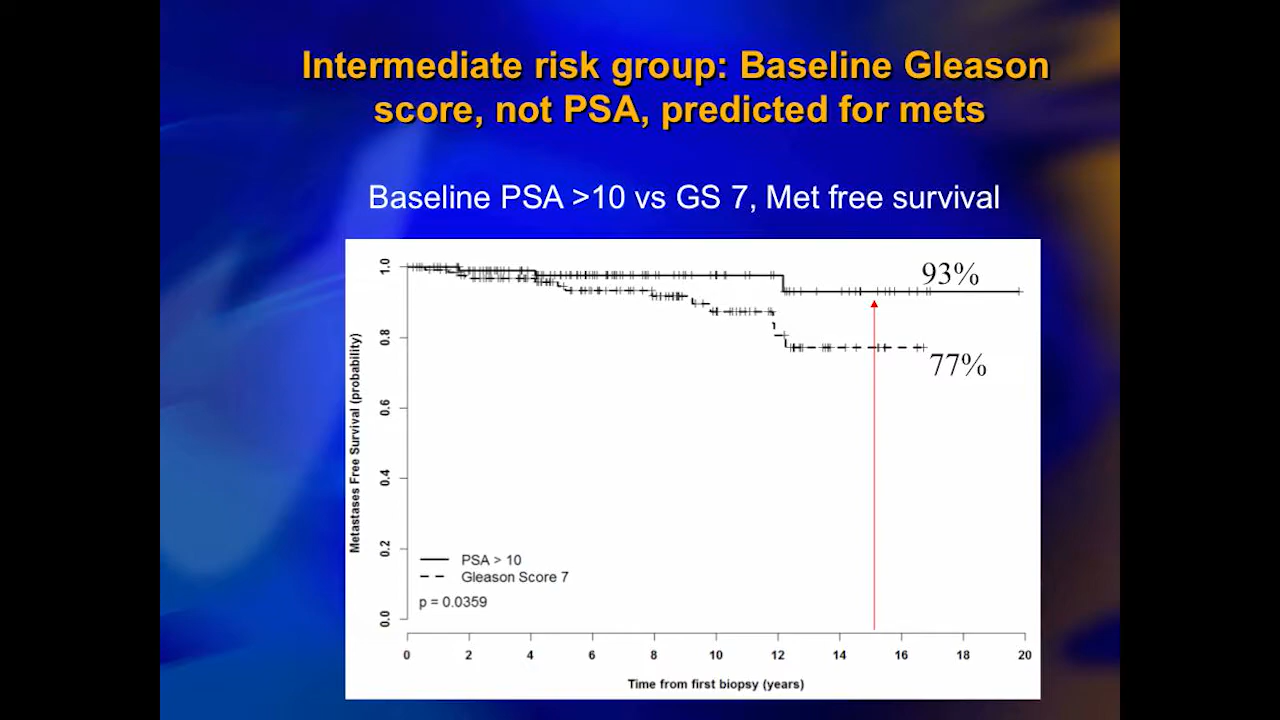 Intermediate risk group: Baseline Gleason
score, not PSA, predicted for mets
Baseline PSA >10 vs GS 7, Met free survival
93%
77%
1.0
0.8
0.6
0.4
0.2
0.0
Metastases Free Survival (probability)
PSA > 10
Gleason Score 7
p = 0.0359
0 2 4 6 8 10 12 14 16 18 20
Time from first biopsy (years)